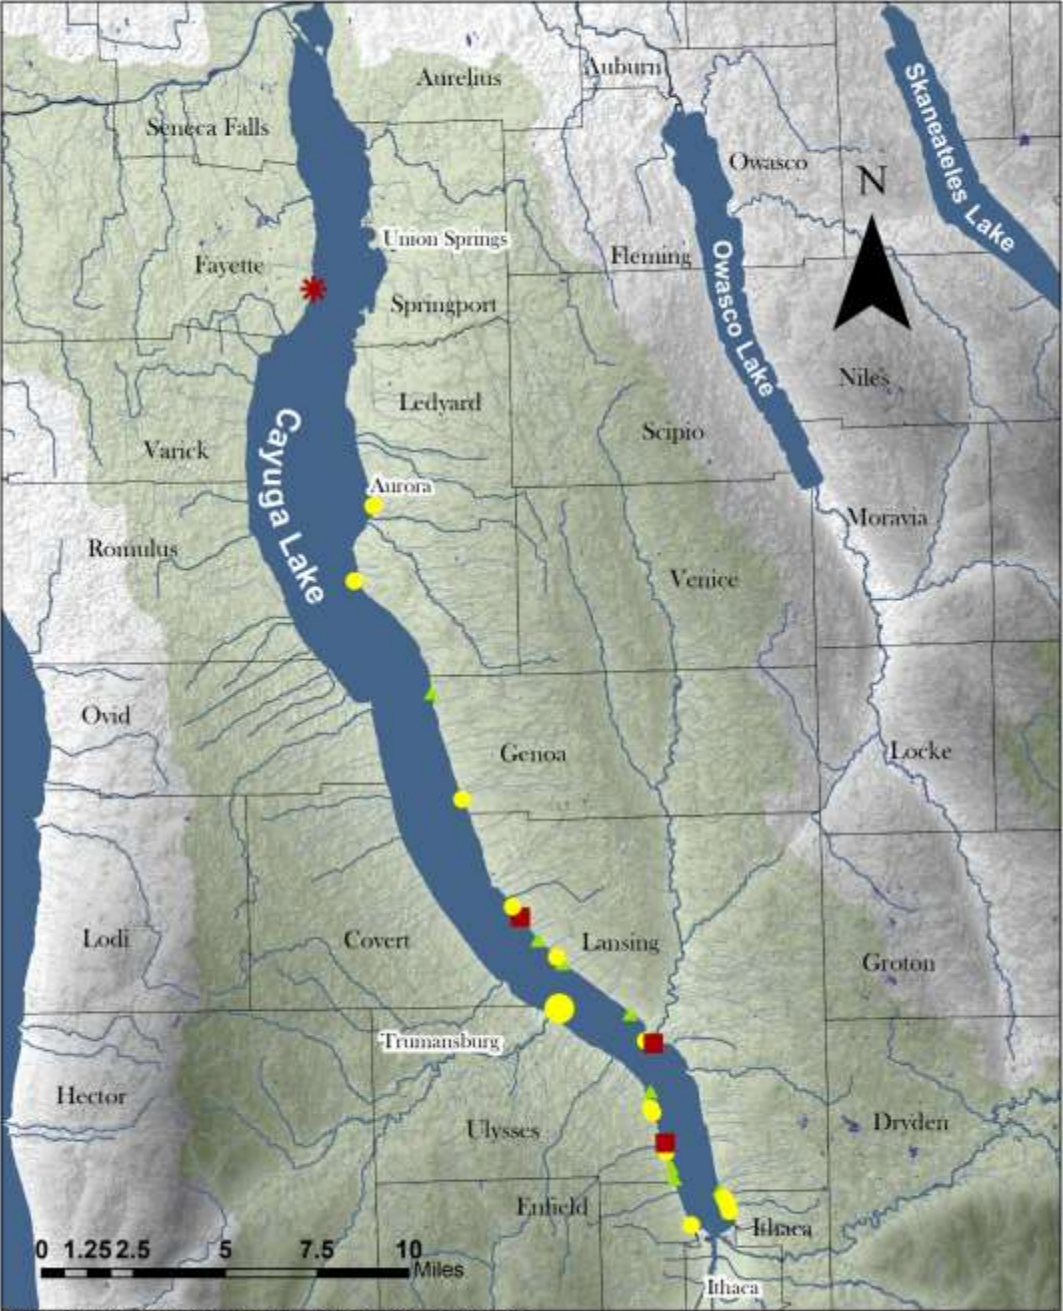 Aurelius
Auburn
Skaneateles Lake
Seneca Falls
Owasco
N
Union Springs
Fleming
Fayette
Owasco Lake
Springport
Niles
Ledyard
Scipio
Varick
Cayuga Lake
Aurora
Moravia
Romulus
Venice
Ovid
Genoa
Locke
Lodi
Covert
Lansing
Groton
Trumansburg
Hector
Ulysses
Dryden
Enfield
Ithaca
0 1.25 2.5 5 7.5 10
Miles
Ithaca